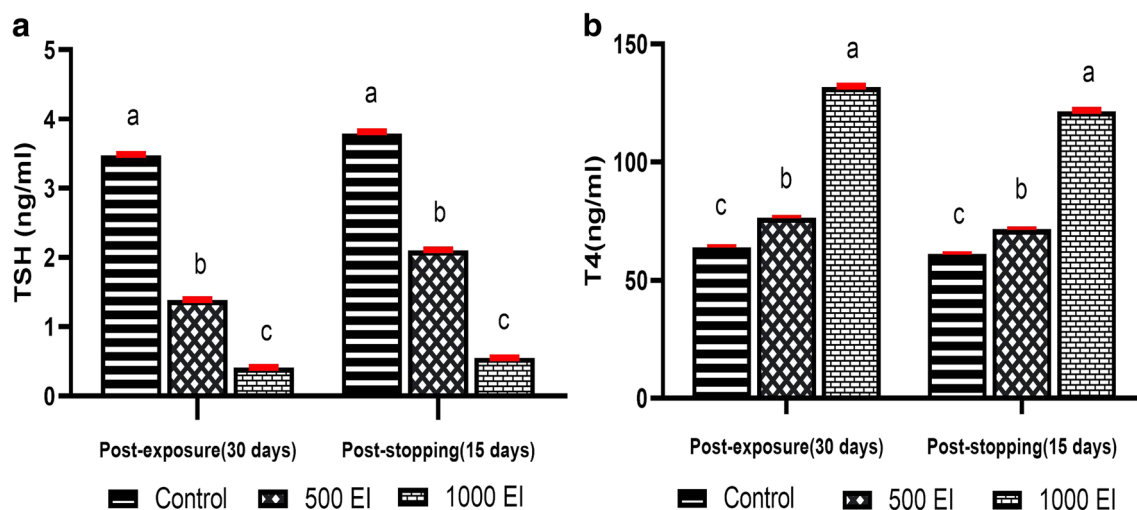 a
TSH (ng/ml)
5
4
3
2
1
0
a
b
c
a
b
c
Post-exposure(30 days)
Post-stopping(15 days)
Control
500 EI
1000 EI
b
T4(ng/ml)
150
100
50
0
c
b
a
c
b
a
Post-exposure(30 days)
Post-stopping(15 days)
Control
500 EI
1000 EI